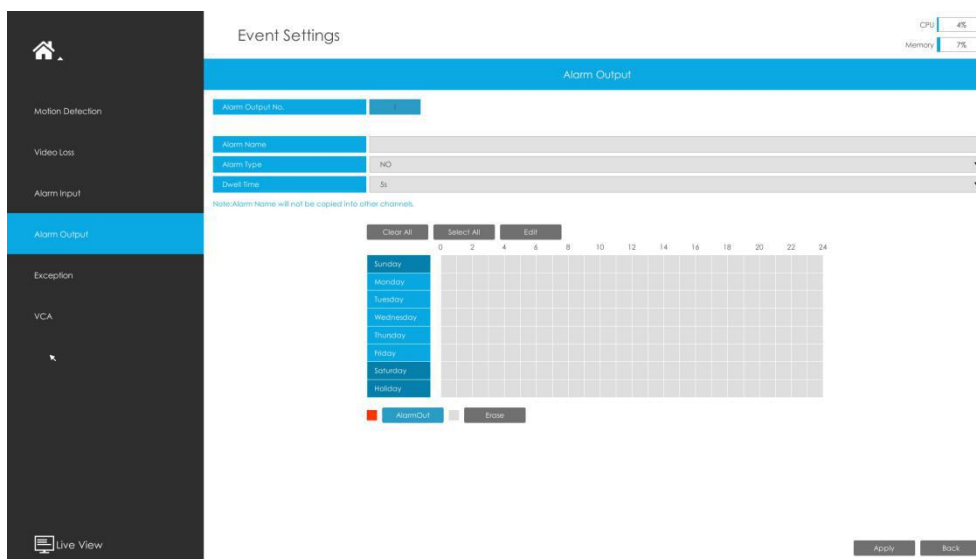 Event Settings
CPU 4%
Memory 7%
Alarm Output
Motion Detection
Video Loss
Alarm Input
Alarm Output
Exception
VCA
Live View
Alarm Output No. 1
Alarm Name
Alarm Type NO
Dwell Time 5s
Note:Alarm Name will not be copied into other channels.
Clear All Select All Edit
0 2 4 6 8 10 12 14 16 18 20 22 24
Sunday
Monday
Tuesday
Wednesday
Thursday
Friday
Saturday
Holiday
AlarmOut Erase
Apply Back